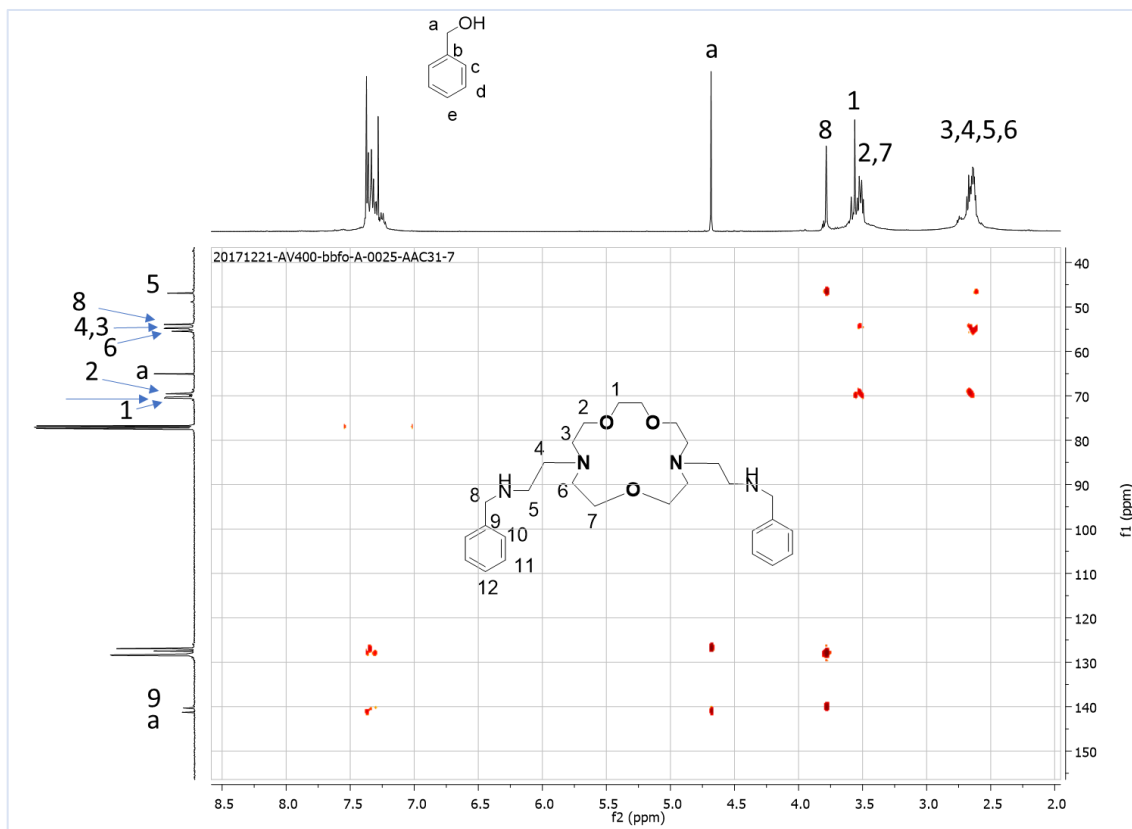 a
OH
b
c
d
e
a
8
1
2,7
3,4,5,6
20171221-AV400-bbfo-A-0025-AAC31-7
5
8
4,3
6
2
a
1
9
a
1
2
O
O
3
4
N
N
H
N
H
N
8
5
6
O
7
9
10
11
12
40
50
60
70
80
90
100
110
120
130
140
150
f1 (ppm)
8.5 8.0 7.5 7.0 6.5 6.0 5.5 5.0 4.5 4.0 3.5 3.0 2.5 2.0
f2 (ppm)